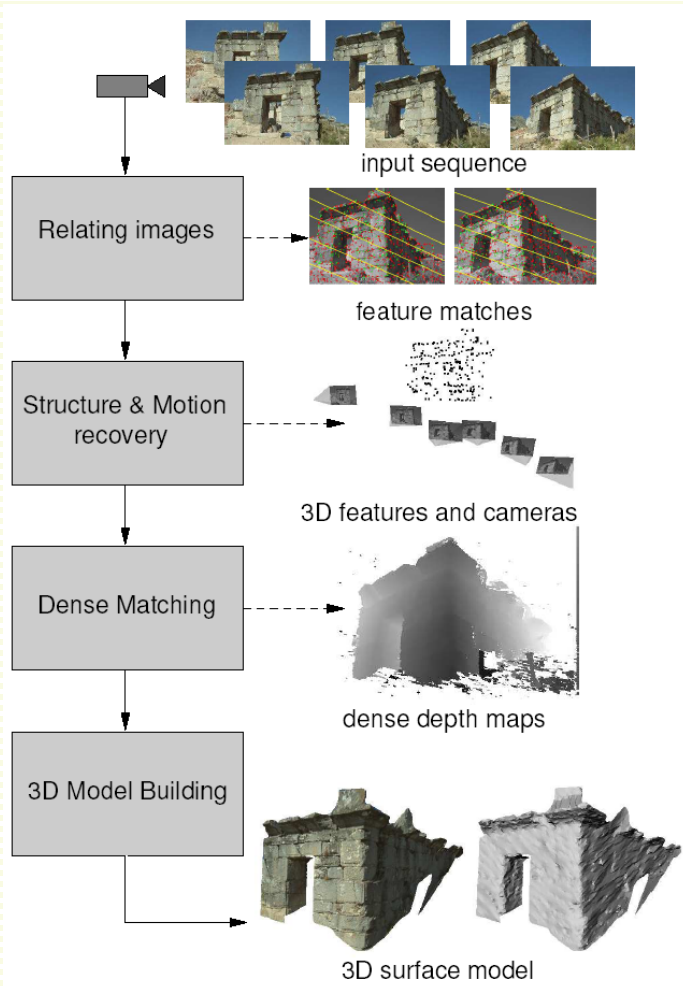 input sequence
Relating images
feature matches
Structure & Motion
recovery
3D features and cameras
Dense Matching
dense depth maps
3D Model Building
3D surface model